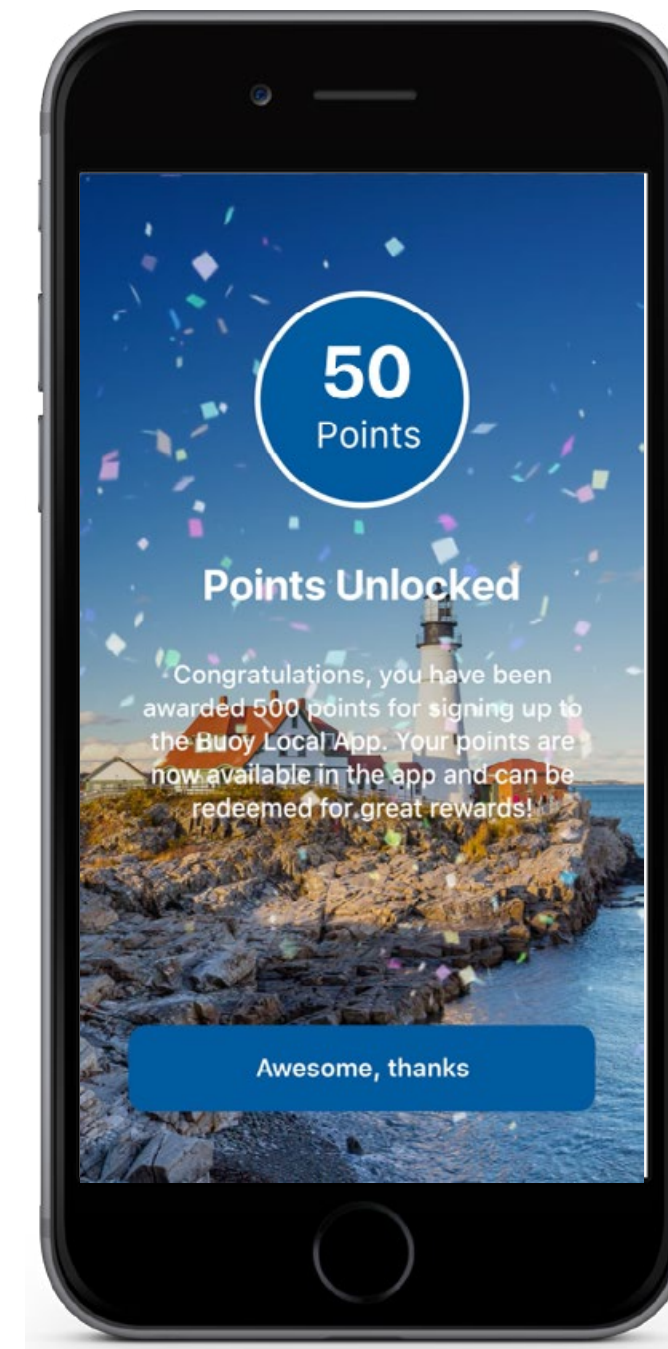 50
Points
Points Unlocked
Congratulations, you have been
awarded 500 points for signing up to
the Buoy Local App. Your points are
now available in the app and can be
redeemed for great rewards!
Awesome, thanks